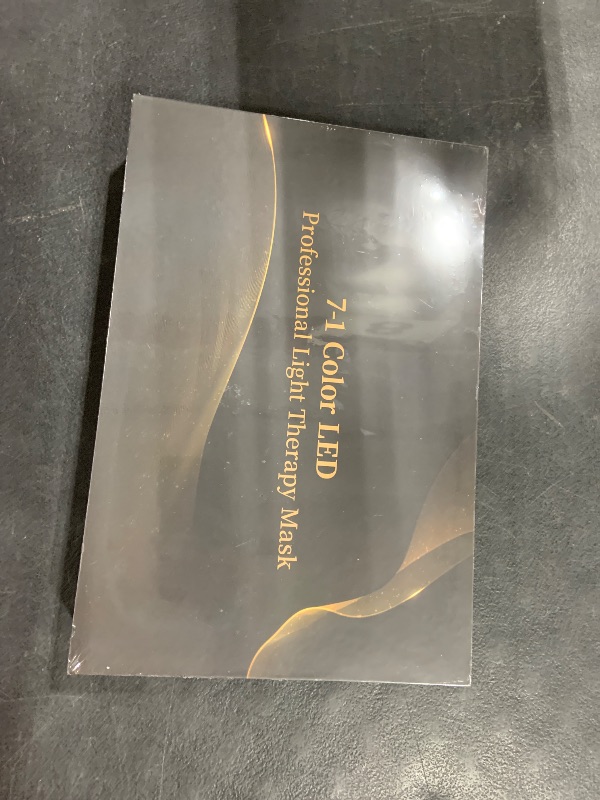 7-1 Color LED
Professional Light Therapy Mask